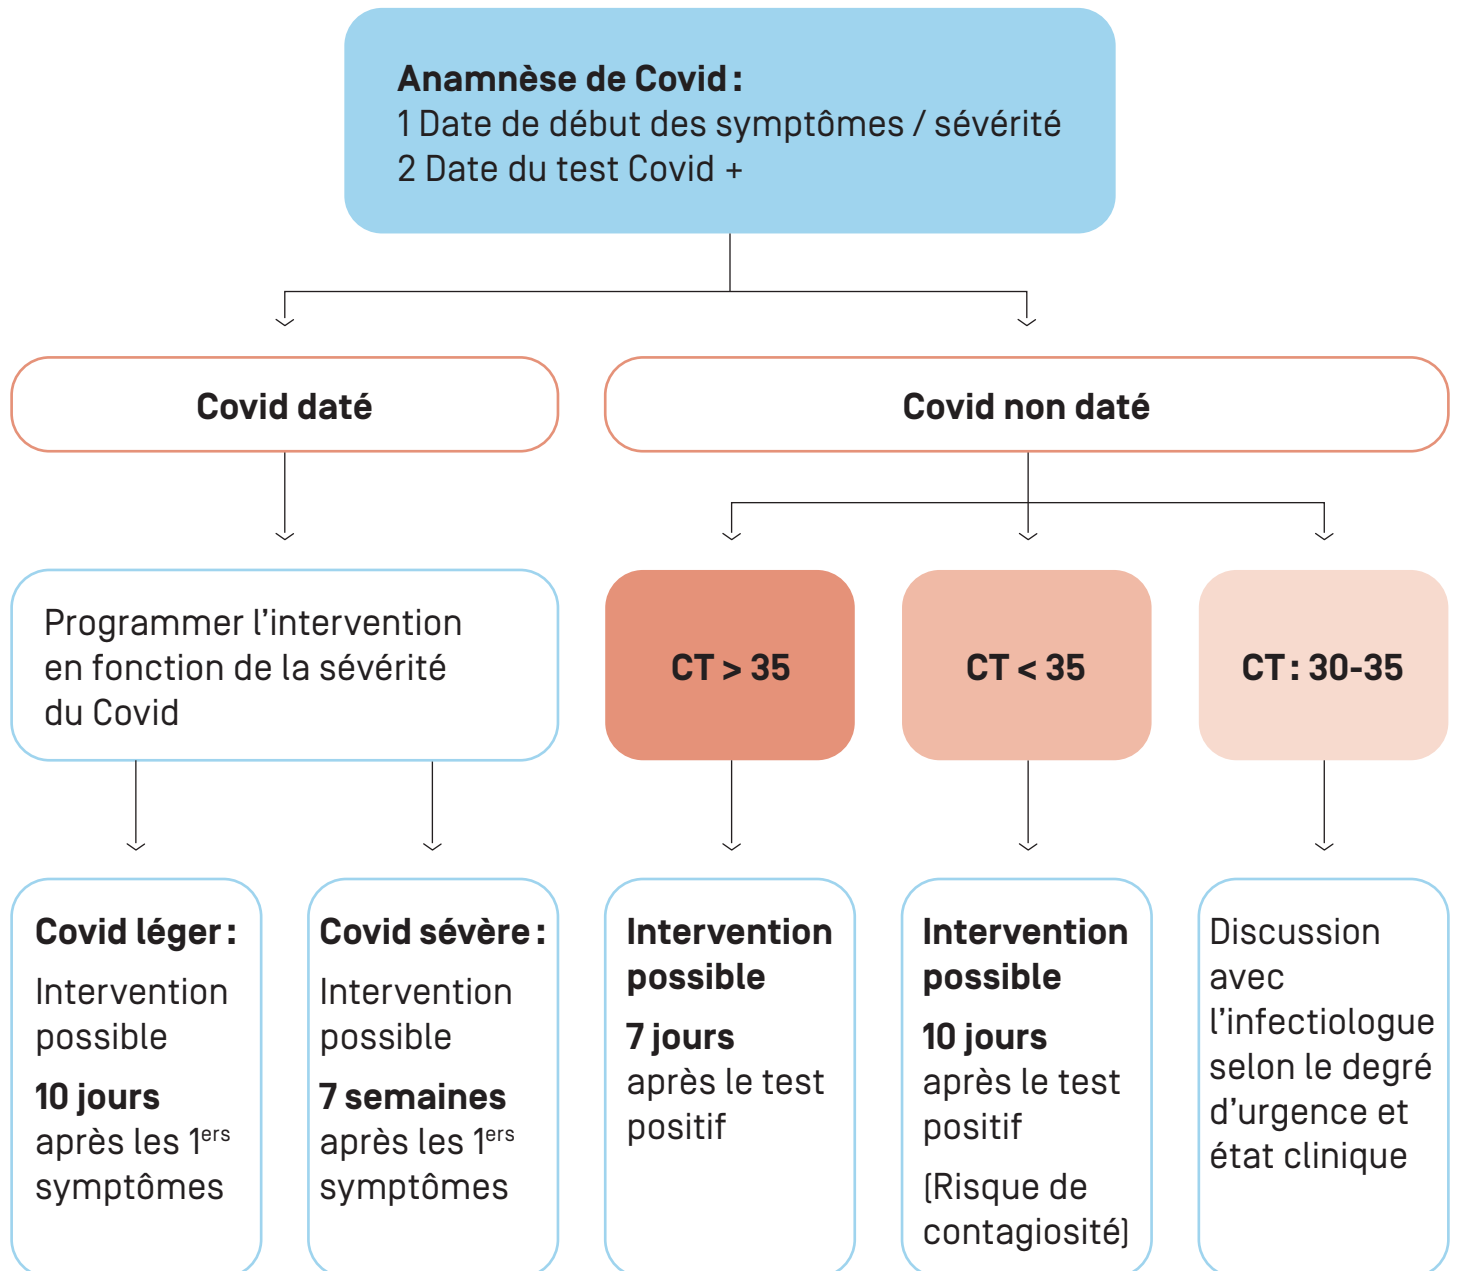 Anamnèse de Covid :
1 Date de début des symptômes / sévérité
2 Date du test Covid +
Covid daté
Covid non daté
Programmer l’intervention
en fonction de la sévérité
du Covid
CT > 35
CT < 35
CT : 30-35
Covid léger :
Intervention
possible
10 jours
après les 1ers
symptômes
Covid sévère :
Intervention
possible
7 semaines
après les 1ers
symptômes
Intervention
possible
7 jours
après le test
positif
Intervention
possible
10 jours
après le test
positif
(Risque de
contagiosité)
Discussion
avec
l’infectiologue
selon le degré
d’urgence et
état clinique